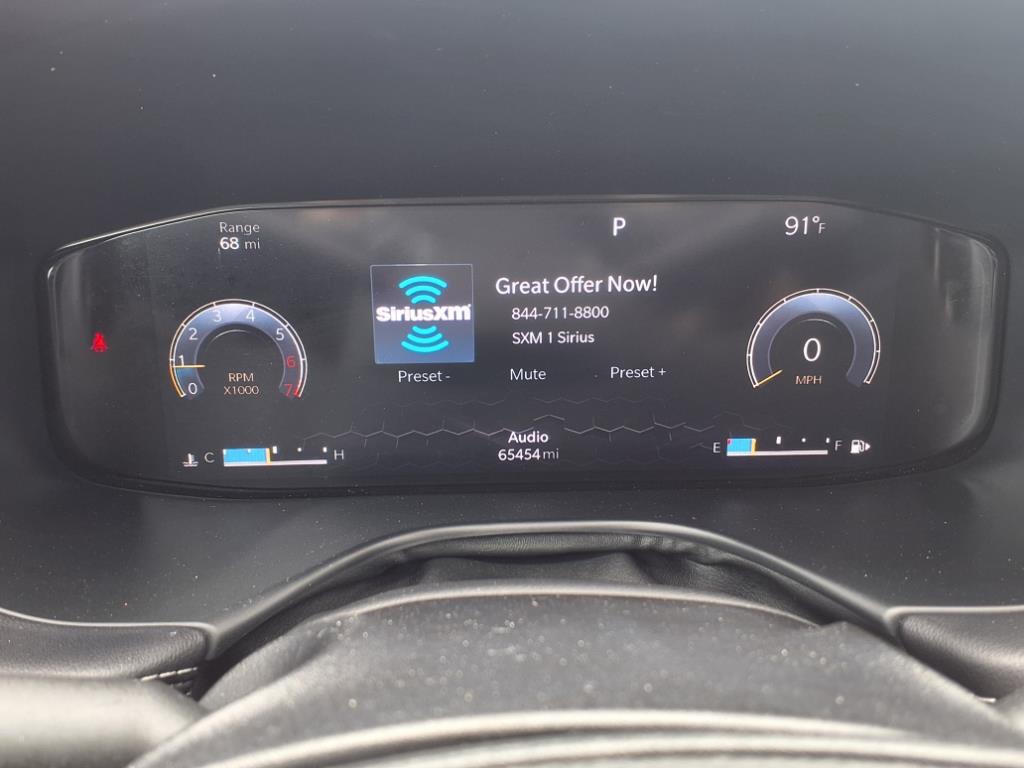 Range
68 mi
P
91°F
SiriusXM
Great Offer Now!
844-711-8800
SXM 1 Sirius
Preset - Mute Preset +
0 1 2 3 4 5 6 7
RPM
X1000
0
MPH
C H
Audio
65454 mi
E F